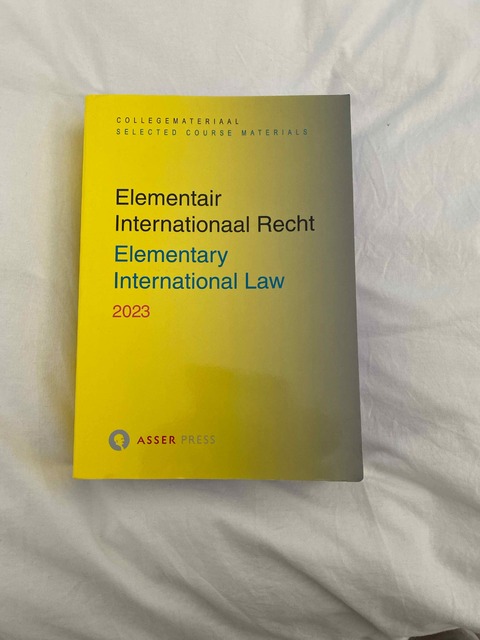 COLLEGEMATERIAAL
SELECTED COURSE MATERIALS
Elementair
Internationaal Recht
Elementary
International Law
2023
ASSER PRESS